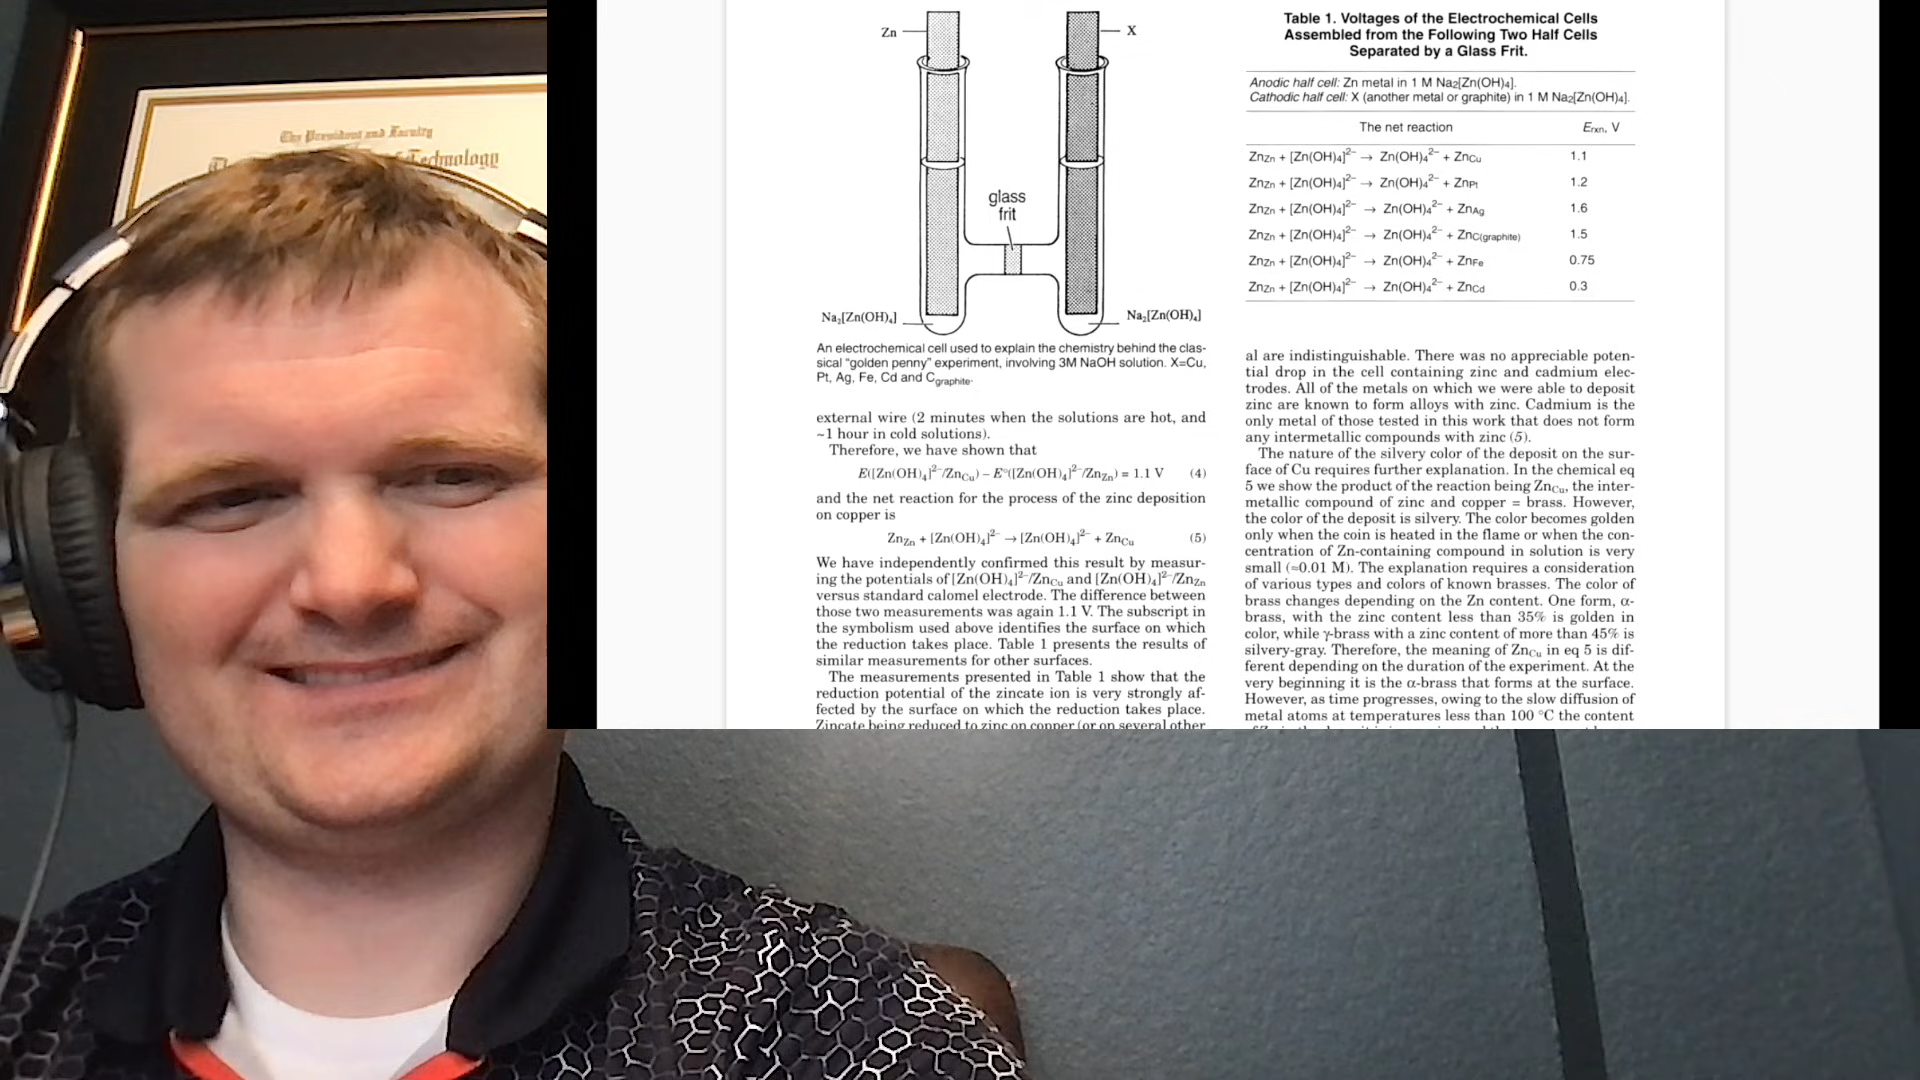 The President and Faculty
Technology
Zn
X
glass
frit
Na₂[Zn(OH)₄]
Na₂[Zn(OH)₄]
An electrochemical cell used to explain the chemistry behind the clas-
sical “golden penny” experiment, involving 3M NaOH solution. X=Cu,
Pt, Ag, Fe, Cd and Cgraphite.
external wire (2 minutes when the solutions are hot, and
~1 hour in cold solutions).
Therefore, we have shown that
E([Zn(OH)₄]²⁻/ZnCu) – E°([Zn(OH)₄]²⁻/ZnZn) = 1.1 V (4)
and the net reaction for the process of the zinc deposition
on copper is
ZnZn + [Zn(OH)₄]²⁻ → [Zn(OH)₄]²⁻ + ZnCu (5)
We have independently confirmed this result by measur-
ing the potentials of [Zn(OH)₄]²⁻/ZnCu and [Zn(OH)₄]²⁻/ZnZn
versus standard calomel electrode. The difference between
those two measurements was again 1.1 V. The subscript in
the symbolism used above identifies the surface on which
the reduction takes place. Table 1 presents the results of
similar measurements for other surfaces.
The measurements presented in Table 1 show that the
reduction potential of the zincate ion is very strongly af-
fected by the surface on which the reduction takes place.
Zincate being reduced to zinc on copper (or on several other
Table 1. Voltages of the Electrochemical Cells
Assembled from the Following Two Half Cells
Separated by a Glass Frit.
Anodic half cell: Zn metal in 1 M Na₂[Zn(OH)₄].
Cathodic half cell: X (another metal or graphite) in 1 M Na₂[Zn(OH)₄].
The net reaction Erxn, V
ZnZn + [Zn(OH)₄]²⁻ → Zn(OH)₄²⁻ + ZnCu 1.1
ZnZn + [Zn(OH)₄]²⁻ → Zn(OH)₄²⁻ + ZnPt 1.2
ZnZn + [Zn(OH)₄]²⁻ → Zn(OH)₄²⁻ + ZnAg 1.6
ZnZn + [Zn(OH)₄]²⁻ → Zn(OH)₄²⁻ + ZnC(graphite) 1.5
ZnZn + [Zn(OH)₄]²⁻ → Zn(OH)₄²⁻ + ZnFe 0.75
ZnZn + [Zn(OH)₄]²⁻ → Zn(OH)₄²⁻ + ZnCd 0.3
al are indistinguishable. There was no appreciable poten-
tial drop in the cell containing zinc and cadmium elec-
trodes. All of the metals on which we were able to deposit
zinc are known to form alloys with zinc. Cadmium is the
only metal of those tested in this work that does not form
any intermetallic compounds with zinc (5).
The nature of the silvery color of the deposit on the sur-
face of Cu requires further explanation. In the chemical eq
5 we show the product of the reaction being ZnCu, the inter-
metallic compound of zinc and copper = brass. However,
the color of the deposit is silvery. The color becomes golden
only when the coin is heated in the flame or when the con-
centration of Zn-containing compound in solution is very
small (≈0.01 M). The explanation requires a consideration
of various types and colors of known brasses. The color of
brass changes depending on the Zn content. One form, α-
brass, with the zinc content less than 35% is golden in
color, while γ-brass with a zinc content of more than 45% is
silvery-gray. Therefore, the meaning of ZnCu in eq 5 is dif-
ferent depending on the duration of the experiment. At the
very beginning it is the α-brass that forms at the surface.
However, as time progresses, owing to the slow diffusion of
metal atoms at temperatures less than 100 °C the content